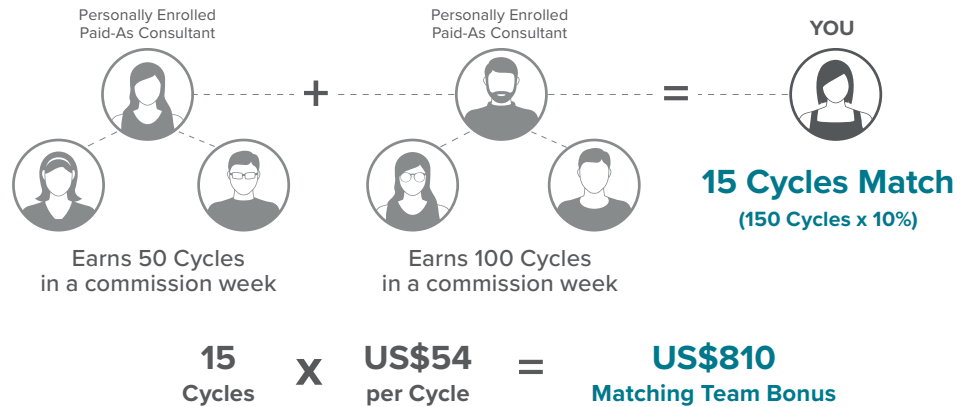 Personally Enrolled
Paid-As Consultant
+
Personally Enrolled
Paid-As Consultant
=
YOU
15 Cycles Match
(150 Cycles x 10%)
Earns 50 Cycles
in a commission week
Earns 100 Cycles
in a commission week
15
Cycles
x
US$54
per Cycle
=
US$810
Matching Team Bonus